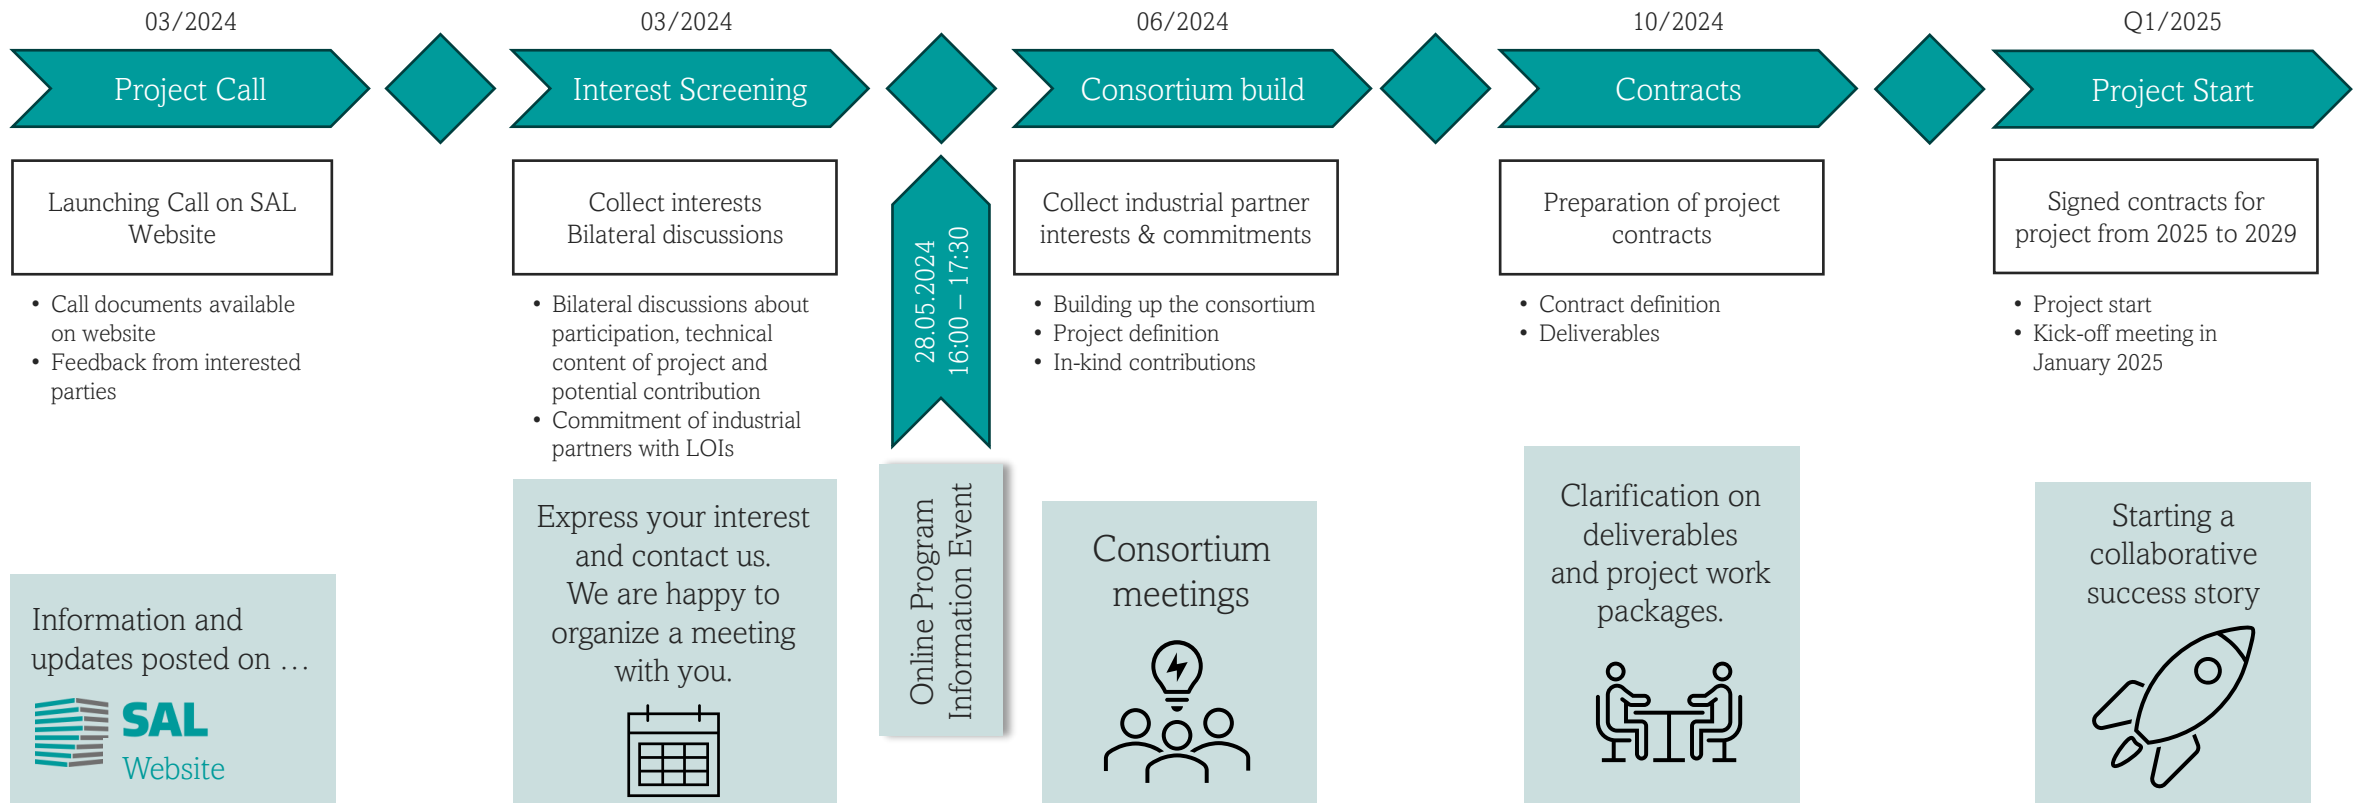 03/2024
Project Call
Launching Call on SAL
Website
• Call documents available
on website
• Feedback from interested
parties
Information and
updates posted on …
SAL
Website
03/2024
Interest Screening
Collect interests
Bilateral discussions
• Bilateral discussions about
participation, technical
content of project and
potential contribution
• Commitment of industrial
partners with LOIs
Express your interest
and contact us.
We are happy to
organize a meeting
with you.
28.05.2024
16:00 – 17:30
Online Program
Information Event
06/2024
Consortium build
Collect industrial partner
interests & commitments
• Building up the consortium
• Project definition
• In-kind contributions
Consortium
meetings
10/2024
Contracts
Preparation of project
contracts
• Contract definition
• Deliverables
Clarification on
deliverables
and project work
packages.
Q1/2025
Project Start
Signed contracts for
project from 2025 to 2029
• Project start
• Kick-off meeting in
January 2025
Starting a
collaborative
success story